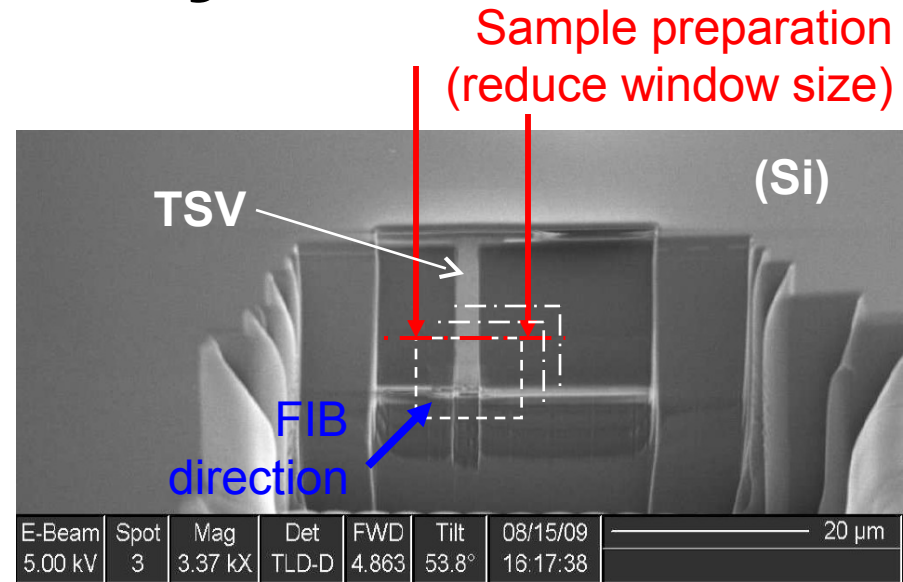 Sample preparation
(reduce window size)
TSV
(Si)
FIB
direction
E-Beam Spot Mag Det FWD Tilt 08/15/09 20 µm
5.00 kV 3 3.37 kX TLD-D 4.863 53.8° 16:17:38